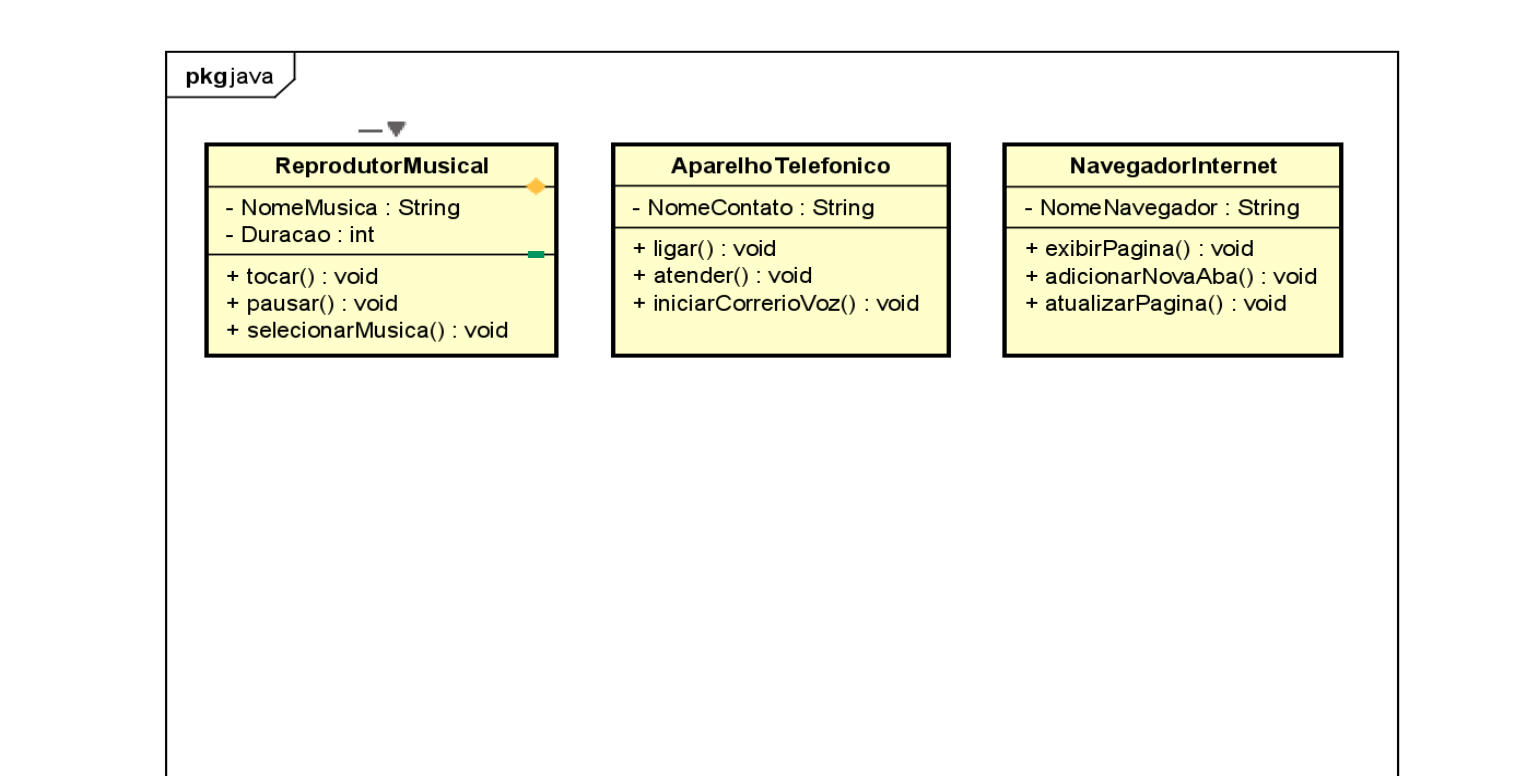 pkg java
ReprodutorMusical
- NomeMusica : String
- Duracao : int
+ tocar() : void
+ pausar() : void
+ selecionarMusica() : void
AparelhoTelefonico
- NomeContato : String
+ ligar() : void
+ atender() : void
+ iniciarCorrerioVoz() : void
NavegadorInternet
- NomeNavegador : String
+ exibirPagina() : void
+ adicionarNovaAba() : void
+ atualizarPagina() : void